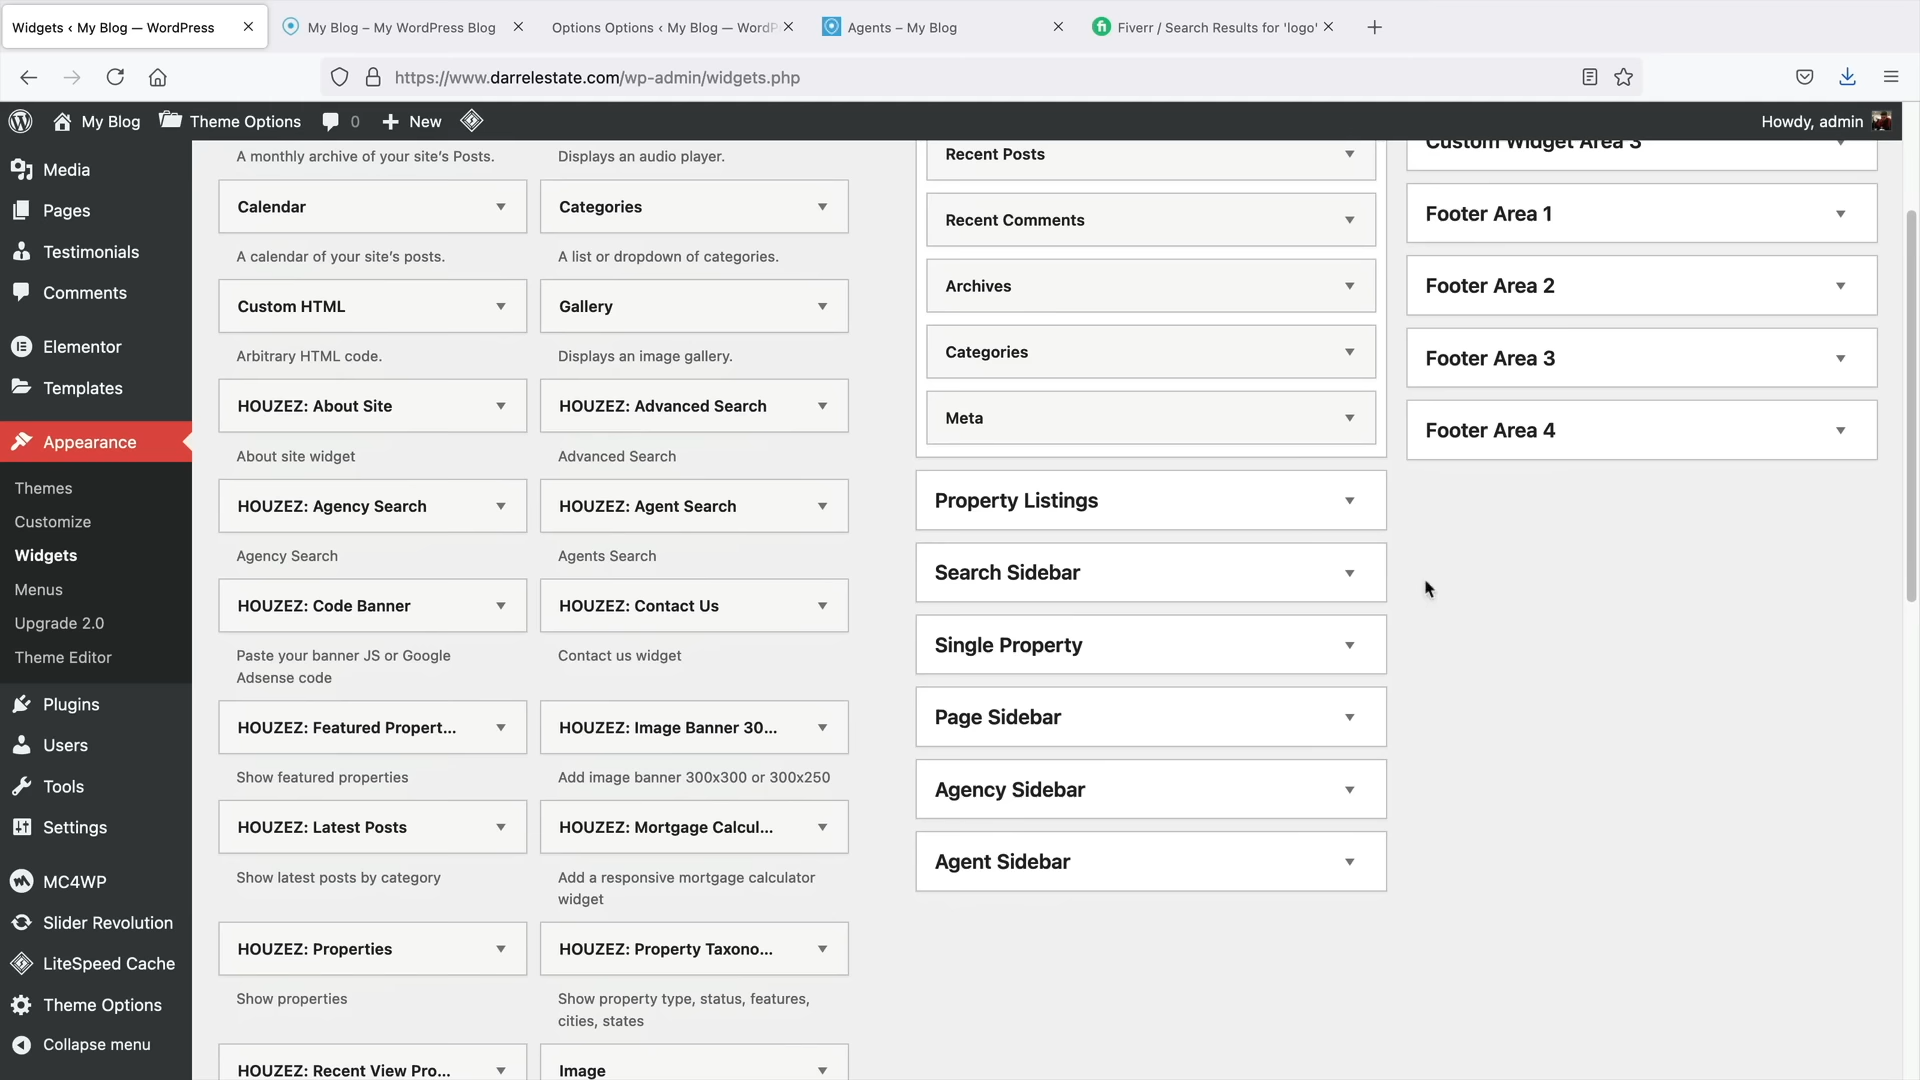 Widgets ‹ My Blog — WordPress
My Blog – My WordPress Blog
Options Options ‹ My Blog — WordP
Agents – My Blog
Fiverr / Search Results for 'logo'
https://www.darrelestate.com/wp-admin/widgets.php
My Blog
Theme Options
0
New
Howdy, admin
Media
Pages
Testimonials
Comments
Elementor
Templates
Appearance
Themes
Customize
Widgets
Menus
Upgrade 2.0
Theme Editor
Plugins
Users
Tools
Settings
MC4WP
Slider Revolution
LiteSpeed Cache
Theme Options
Collapse menu
A monthly archive of your site's Posts.
Displays an audio player.
Calendar
Categories
A calendar of your site's posts.
A list or dropdown of categories.
Custom HTML
Gallery
Arbitrary HTML code.
Displays an image gallery.
HOUZEZ: About Site
HOUZEZ: Advanced Search
About site widget
Advanced Search
HOUZEZ: Agency Search
HOUZEZ: Agent Search
Agency Search
Agents Search
HOUZEZ: Code Banner
HOUZEZ: Contact Us
Paste your banner JS or Google
Adsense code
Contact us widget
HOUZEZ: Featured Propert...
HOUZEZ: Image Banner 30...
Show featured properties
Add image banner 300x300 or 300x250
HOUZEZ: Latest Posts
HOUZEZ: Mortgage Calcul...
Show latest posts by category
Add a responsive mortgage calculator
widget
HOUZEZ: Properties
HOUZEZ: Property Taxono...
Show properties
Show property type, status, features,
cities, states
HOUZEZ: Recent View Pro...
Image
Recent Posts
Recent Comments
Archives
Categories
Meta
Property Listings
Search Sidebar
Single Property
Page Sidebar
Agency Sidebar
Agent Sidebar
Custom Widget Area 3
Footer Area 1
Footer Area 2
Footer Area 3
Footer Area 4